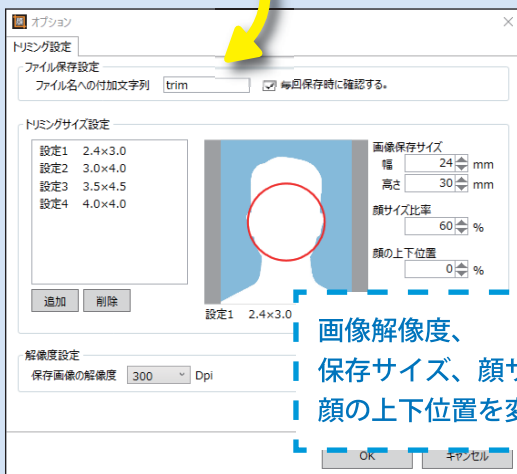 オプション
トリミング設定
ファイル保存設定
ファイル名への付加文字列 trim 毎回保存時に確認する。
トリミングサイズ設定
設定1 2.4×3.0
設定2 3.0×4.0
設定3 3.5×4.5
設定4 4.0×4.0
追加 削除
設定1 2.4×3.0
画像保存サイズ
幅 24 mm
高さ 30 mm
顔サイズ比率
60 %
顔の上下位置
0 %
解像度設定
保存画像の解像度 300 Dpi
画像解像度、
保存サイズ、顔サ
顔の上下位置を変
OK キャンセル